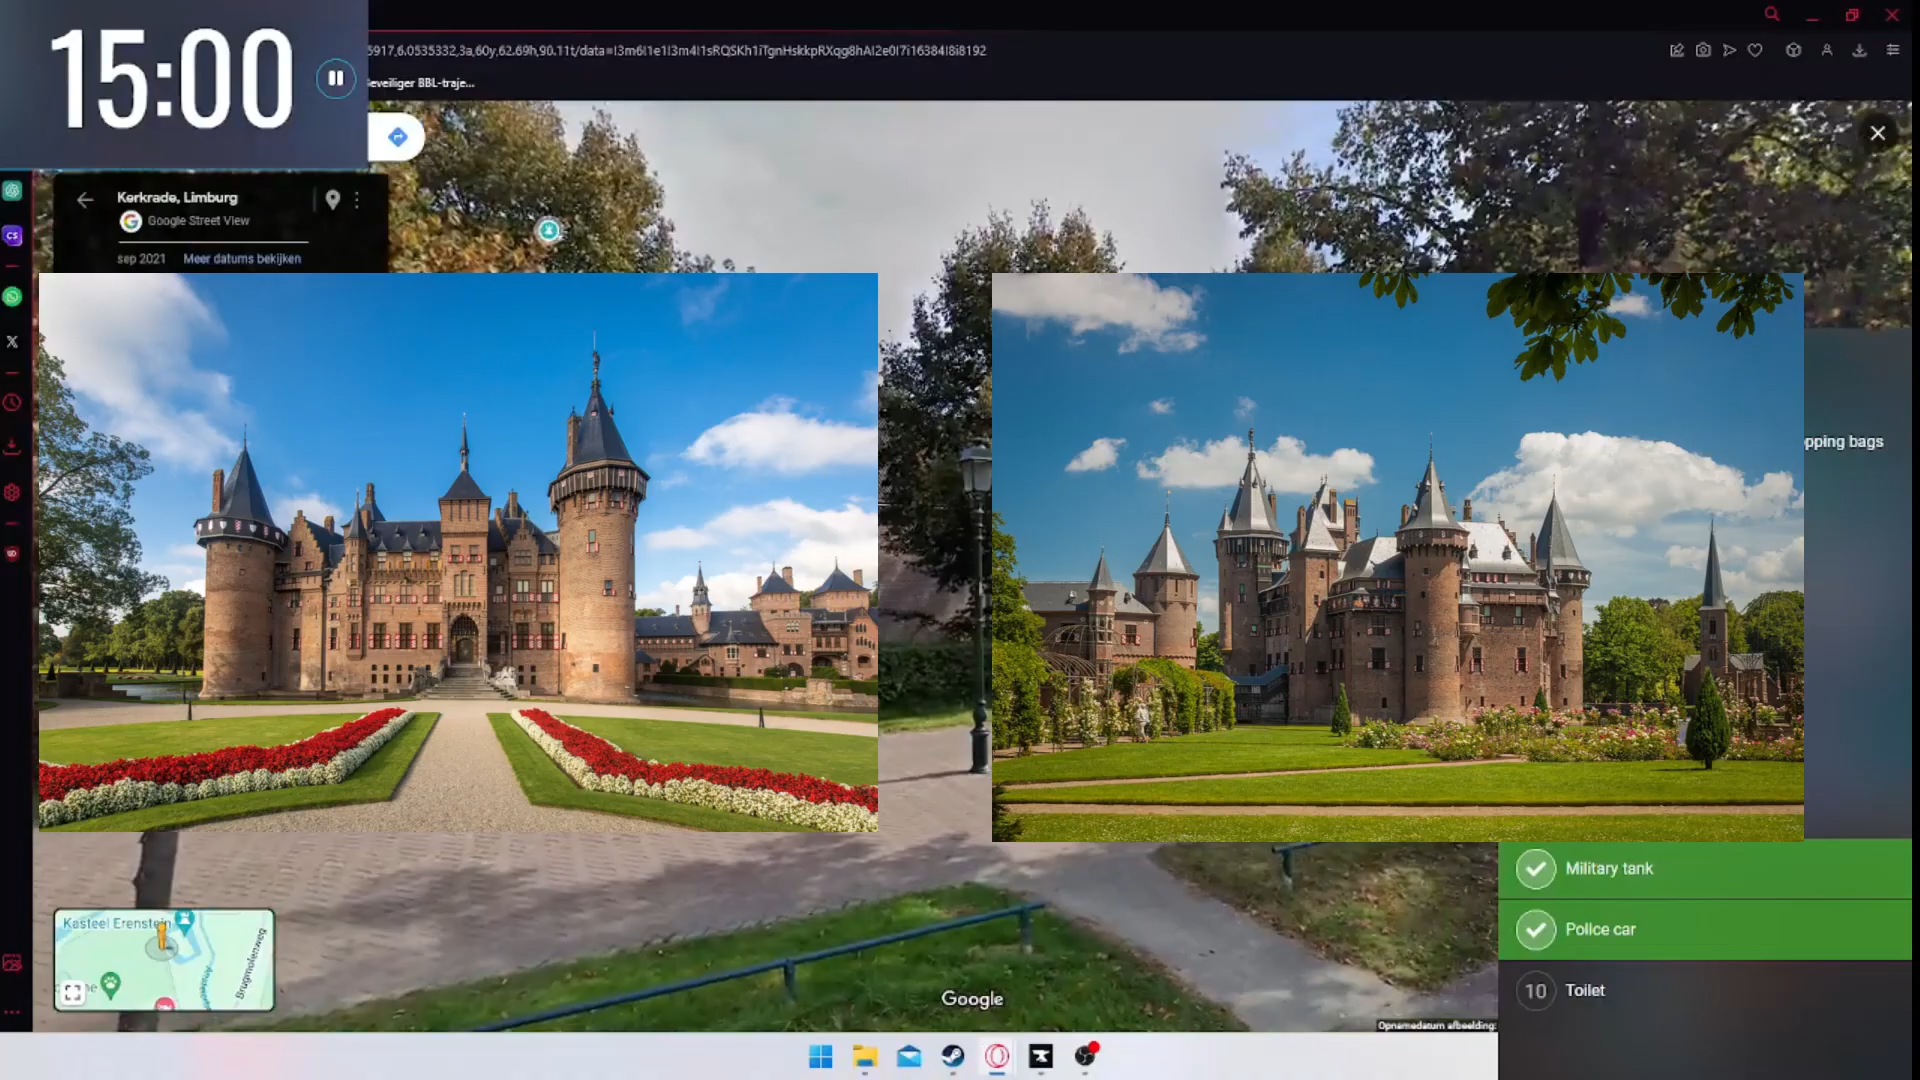 15:00
5917,6.0535332,3a,60y,62.69h,90.11t/data=!3m6!1e1!3m4!1sRQSKh1iTgnHskkpRXqg8hA!2e0!7i16384!8i8192
eveiliger BBL-traje...
Kerkrade, Limburg
Google Street View
sep 2021 Meer datums bekijken
CS
pping bags
Military tank
Police car
10 Toilet
Kasteel Erenstein
Brugmolenweg
Google
Opnamedatum afbeelding: